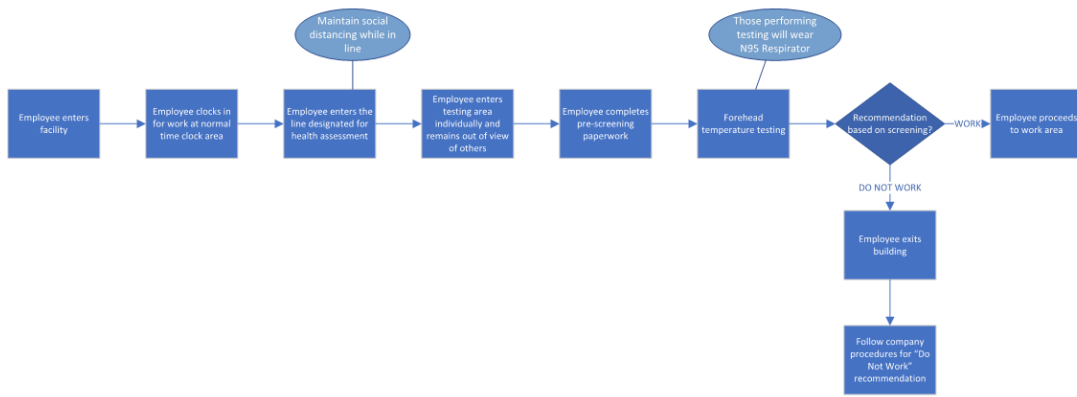 Maintain social
distancing while in
line
Those performing
testing will wear
N95 Respirator
Employee enters
facility
Employee clocks in
for work at normal
time clock area
Employee enters the
line designated for
health assessment
Employee enters
testing area
individually and
remains out of view
of others
Employee completes
pre-screening
paperwork
Forehead
temperature testing
Recommendation
based on screening?
WORK
Employee proceeds
to work area
DO NOT WORK
Employee exits
building
Follow company
procedures for "Do
Not Work"
recommendation